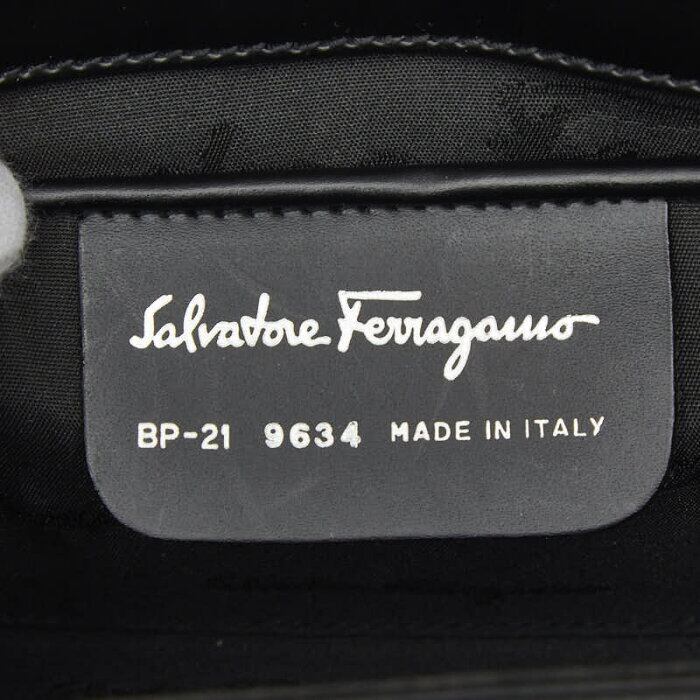 Salvatore Ferragamo
BP-21 9634 MADE IN ITALY